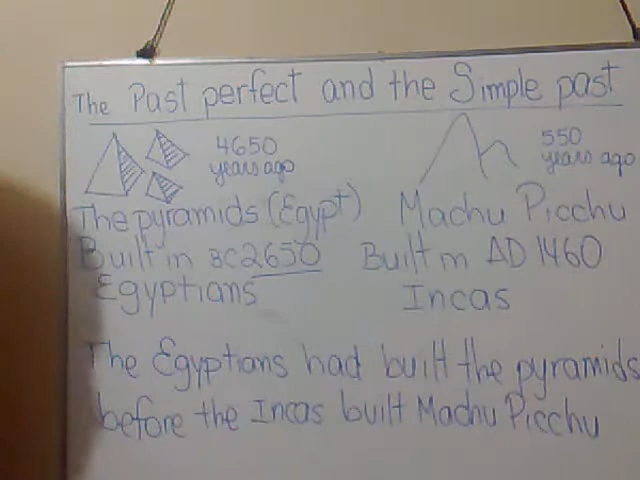 The Past perfect and the Simple past
4650 years ago
550 years ago
The pyramids (Egypt)
Machu Picchu
Built in BC2650
Built in AD 1460
Egyptians
Incas
The Egyptians had built the pyramids
before the Incas built Machu Picchu